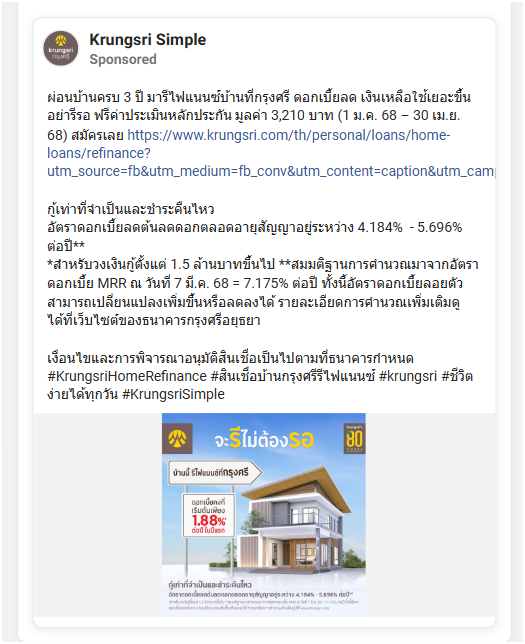 Krungsri Simple
Sponsored
krungsri
กรุงศรี
ผ่อนบ้านครบ 3 ปี มารีไฟแนนซ์บ้านที่กรุงศรี ดอกเบี้ยลด เงินเหลือใช้เยอะขึ้น
อย่ารีรอ ฟรีค่าประเมินหลักประกัน มูลค่า 3,210 บาท (1 ม.ค. 68 – 30 เม.ย.
68) สมัครเลย https://www.krungsri.com/th/personal/loans/home-
loans/refinance?
utm_source=fb&utm_medium=fb_conv&utm_content=caption&utm_camp
กู้เท่าที่จำเป็นและชำระคืนไหว
อัตราดอกเบี้ยลดต้นลดดอกตลอดอายุสัญญาอยู่ระหว่าง 4.184% - 5.696%
ต่อปี**
*สำหรับวงเงินกู้ตั้งแต่ 1.5 ล้านบาทขึ้นไป **สมมติฐานการคำนวณมาจากอัตรา
ดอกเบี้ย MRR ณ วันที่ 7 มี.ค. 68 = 7.175% ต่อปี ทั้งนี้อัตราดอกเบี้ยลอยตัว
สามารถเปลี่ยนแปลงเพิ่มขึ้นหรือลดลงได้ รายละเอียดการคำนวณเพิ่มเติมดู
ได้ที่เว็บไซต์ของธนาคารกรุงศรีอยุธยา
เงื่อนไขและการพิจารณาอนุมัติสินเชื่อเป็นไปตามที่ธนาคารกำหนด
#KrungsriHomeRefinance #สินเชื่อบ้านกรุงศรีรีไฟแนนซ์ #krungsri #ชีวิต
ง่ายได้ทุกวัน #KrungsriSimple
จะรีไม่ต้องรอ
80
บ้านนี้ รีไฟแนนซ์ที่กรุงศรี
ดอกเบี้ยคงที่
เริ่มต้นเพียง
1.88%
ต่อปี ในปีแรก
กู้เท่าที่จำเป็นและชำระคืนไหว
อัตราดอกเบี้ยลดต้นลดดอกตลอดอายุสัญญาอยู่ระหว่าง 4.184% - 5.696% ต่อปี**